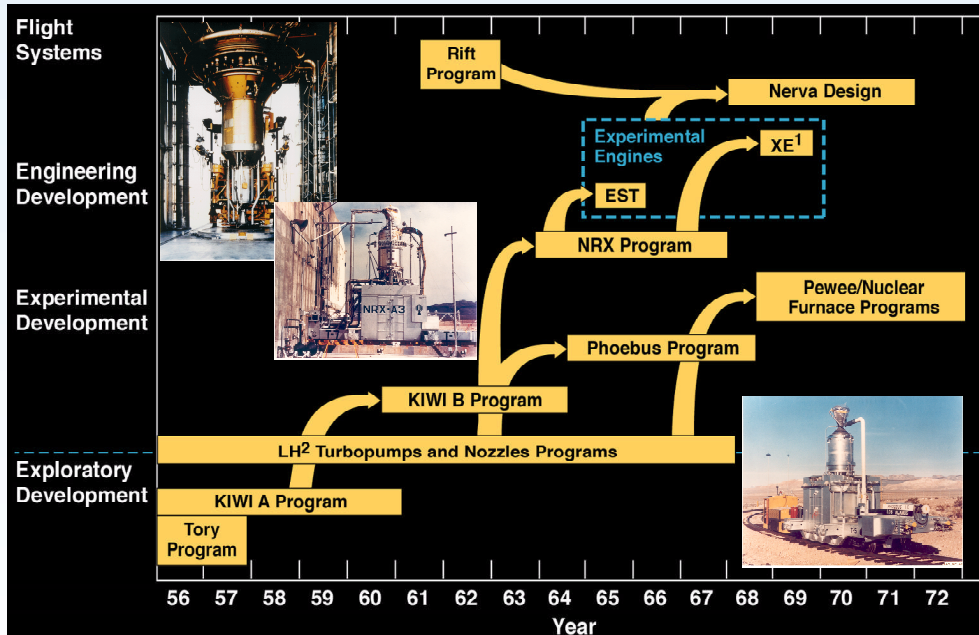 Flight
Systems
Rift
Program
Nerva Design
Experimental
Engines
XE¹
Engineering
Development
EST
NRX Program
NRX-A3
Experimental
Development
Pewee/Nuclear
Furnace Programs
Phoebus Program
KIWI B Program
LH² Turbopumps and Nozzles Programs
Exploratory
Development
KIWI A Program
Tory
Program
56 57 58 59 60 61 62 63 64 65 66 67 68 69 70 71 72
Year